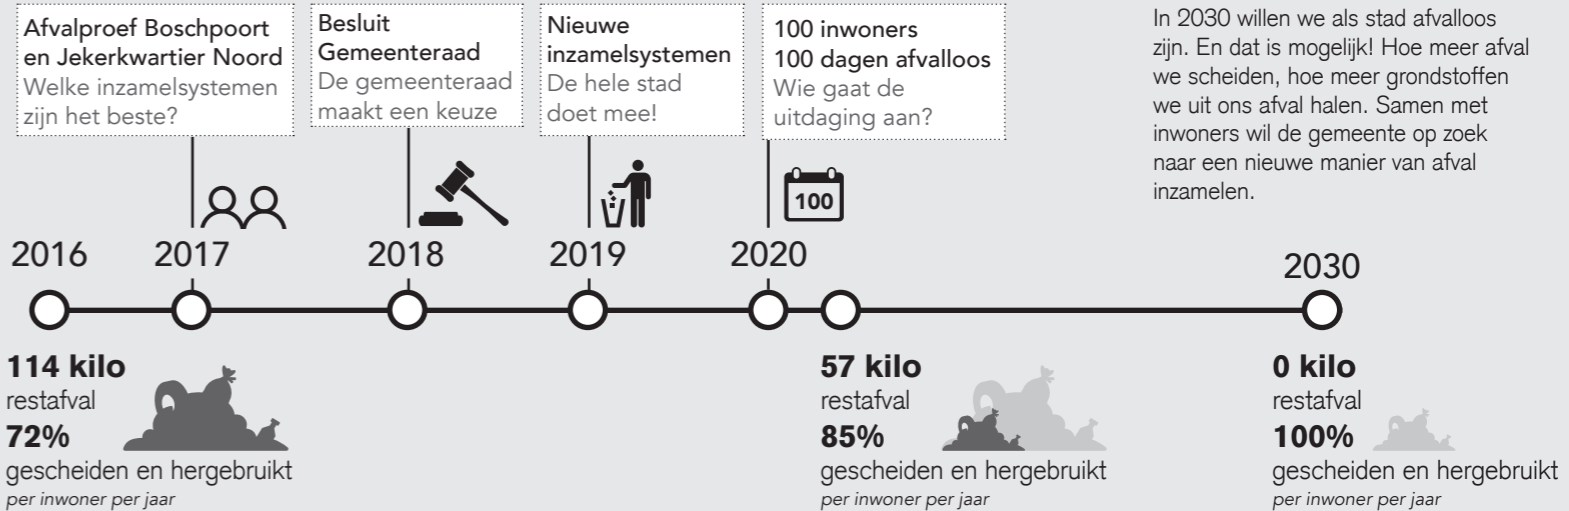 Afvalproef Boschpoort
en Jekerkwartier Noord
Welke inzamelsystemen
zijn het beste?
Besluit
Gemeenteraad
De gemeenteraad
maakt een keuze
Nieuwe
inzamelsystemen
De hele stad
doet mee!
100 inwoners
100 dagen afvalloos
Wie gaat de
uitdaging aan?
In 2030 willen we als stad afvalloos
zijn. En dat is mogelijk! Hoe meer afval
we scheiden, hoe meer grondstoffen
we uit ons afval halen. Samen met
inwoners wil de gemeente op zoek
naar een nieuwe manier van afval
inzamelen.
100
2016
2017
2018
2019
2020
2030
114 kilo
restafval
72%
gescheiden en hergebruikt
per inwoner per jaar
57 kilo
restafval
85%
gescheiden en hergebruikt
per inwoner per jaar
0 kilo
restafval
100%
gescheiden en hergebruikt
per inwoner per jaar